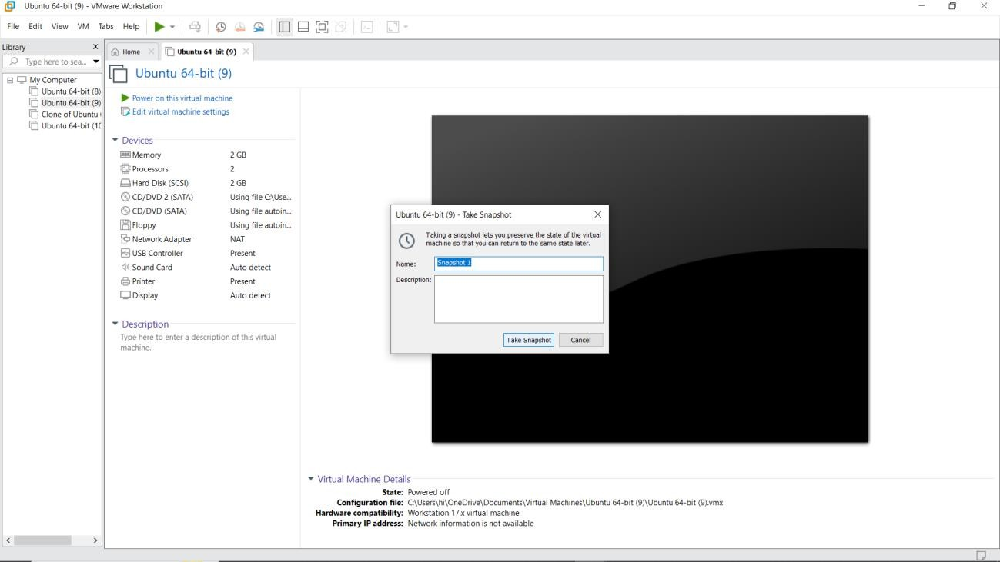 Ubuntu 64-bit (9) - VMware Workstation
File Edit View VM Tabs Help
Library X
Type here to sea...
My Computer
Ubuntu 64-bit (8)
Ubuntu 64-bit (9)
Clone of Ubuntu
Ubuntu 64-bit (10
Home Ubuntu 64-bit (9)
Ubuntu 64-bit (9)
Power on this virtual machine
Edit virtual machine settings
Devices
Memory 2 GB
Processors 2
Hard Disk (SCSI) 2 GB
CD/DVD 2 (SATA) Using file C:\Use...
CD/DVD (SATA) Using file autoin...
Floppy Using file autoin...
Network Adapter NAT
USB Controller Present
Sound Card Auto detect
Printer Present
Display Auto detect
Description
Type here to enter a description of this virtual
machine.
Ubuntu 64-bit (9) - Take Snapshot
Taking a snapshot lets you preserve the state of the virtual
machine so that you can return to the same state later.
Name: Snapshot 1
Description:
Take Snapshot Cancel
Virtual Machine Details
State: Powered off
Configuration file: C:\Users\hi\OneDrive\Documents\Virtual Machines\Ubuntu 64-bit (9)\Ubuntu 64-bit (9).vmx
Hardware compatibility: Workstation 17.x virtual machine
Primary IP address: Network information is not available